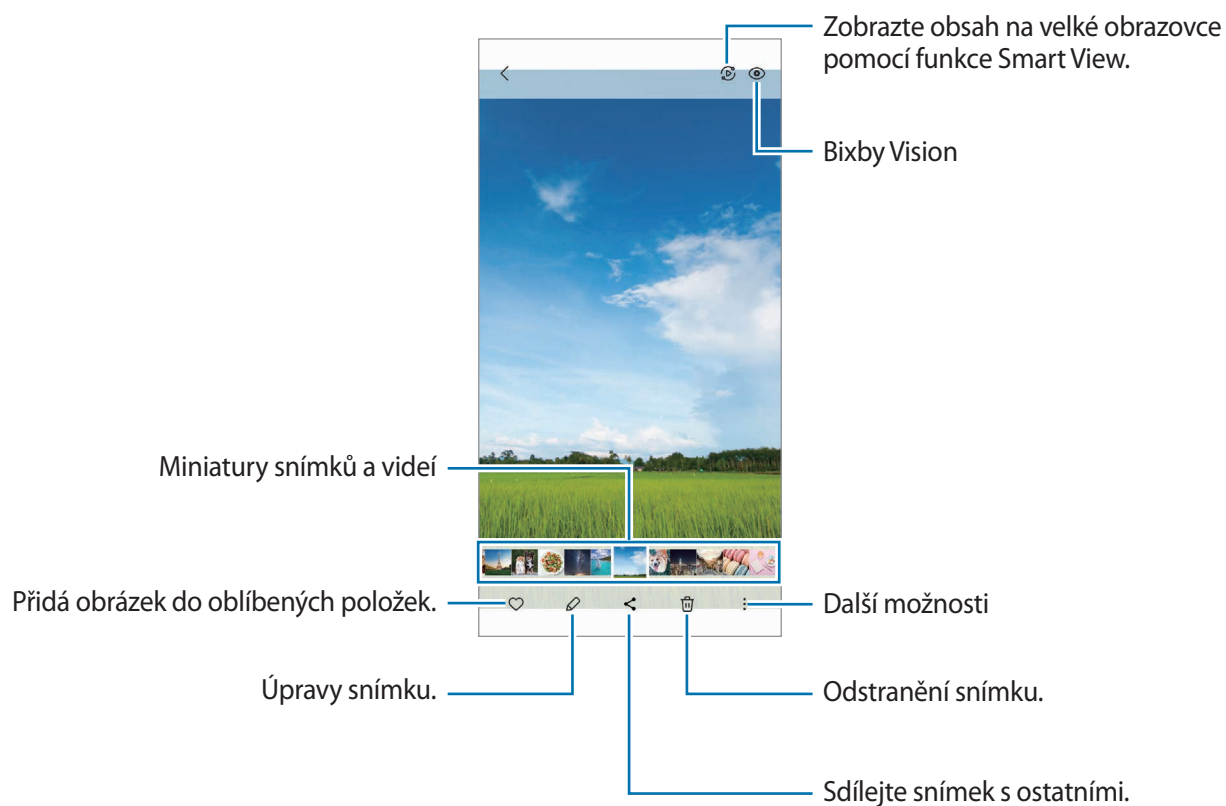 Zobrazte obsah na velké obrazovce
pomocí funkce Smart View.
Bixby Vision
Miniatury snímků a videí
Přidá obrázek do oblíbených položek.
Další možnosti
Úpravy snímku.
Odstranění snímku.
Sdílejte snímek s ostatními.